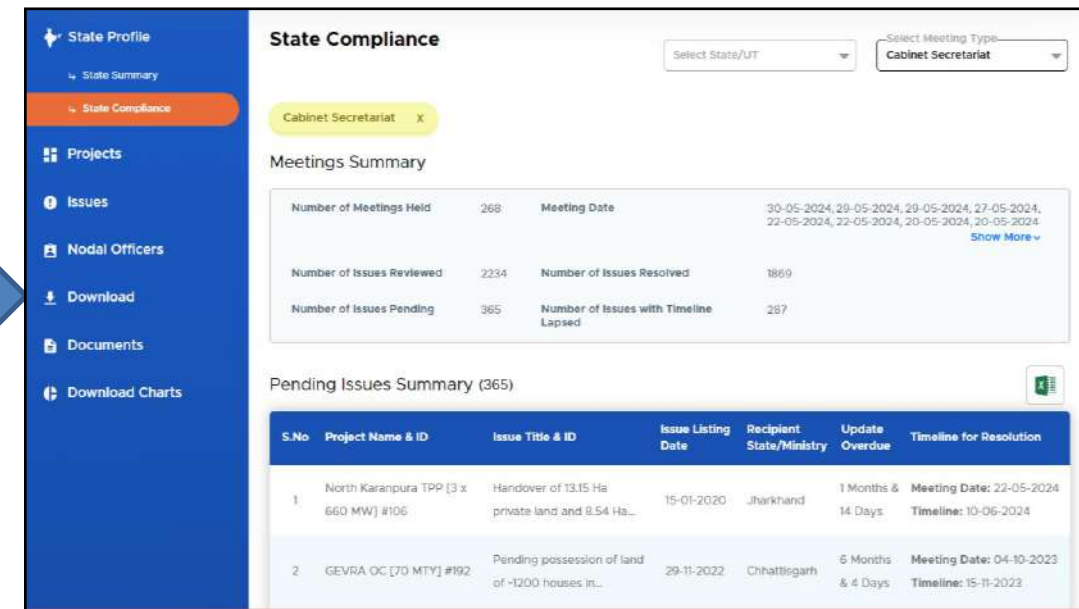 State Profile
State Summary
State Compliance
Projects
Issues
Nodal Officers
Download
Documents
Download Charts
State Compliance
Select State/UT
Select Meeting Type
Cabinet Secretariat
Cabinet Secretariat X
Meetings Summary
Number of Meetings Held 268 Meeting Date 30-05-2024, 29-05-2024, 29-05-2024, 27-05-2024,
22-05-2024, 22-05-2024, 20-05-2024, 20-05-2024
Show More
Number of Issues Reviewed 2234 Number of Issues Resolved 1869
Number of Issues Pending 365 Number of Issues with Timeline 287
Lapsed
Pending Issues Summary (365)
S.No Project Name & ID Issue Title & ID Issue Listing Recipient Update Timeline for Resolution
Date State/Ministry Overdue
1 North Karanpura TPP [3 x Handover of 13.15 Ha 15-01-2020 Jharkhand 1 Months & Meeting Date: 22-05-2024
660 MW] #106 private land and 8.54 Ha... 14 Days Timeline: 10-06-2024
2 GEVRA OC [70 MTY] #192 Pending possession of land 29-11-2022 Chhattisgarh 6 Months Meeting Date: 04-10-2023
of ~1200 houses in... & 4 Days Timeline: 15-11-2023